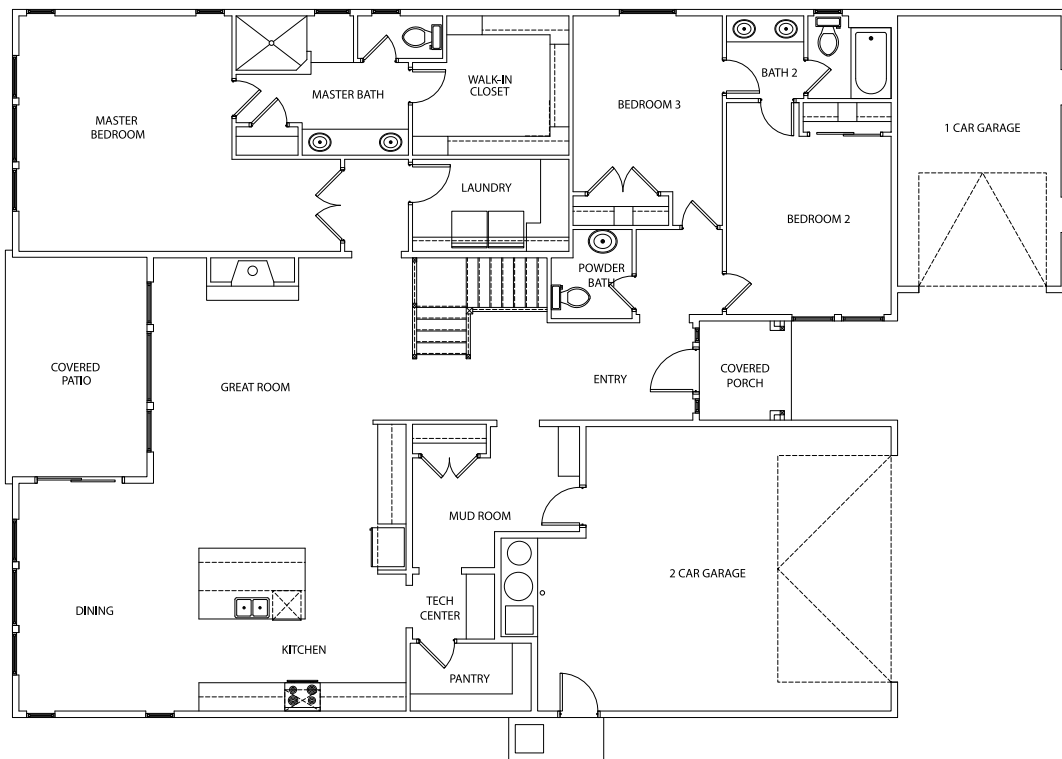 MASTER
BEDROOM
MASTER BATH
WALK-IN
CLOSET
BEDROOM 3
BATH 2
1 CAR GARAGE
LAUNDRY
BEDROOM 2
POWDER
BATH
COVERED
PATIO
GREAT ROOM
ENTRY
COVERED
PORCH
MUD ROOM
2 CAR GARAGE
DINING
TECH
CENTER
KITCHEN
PANTRY